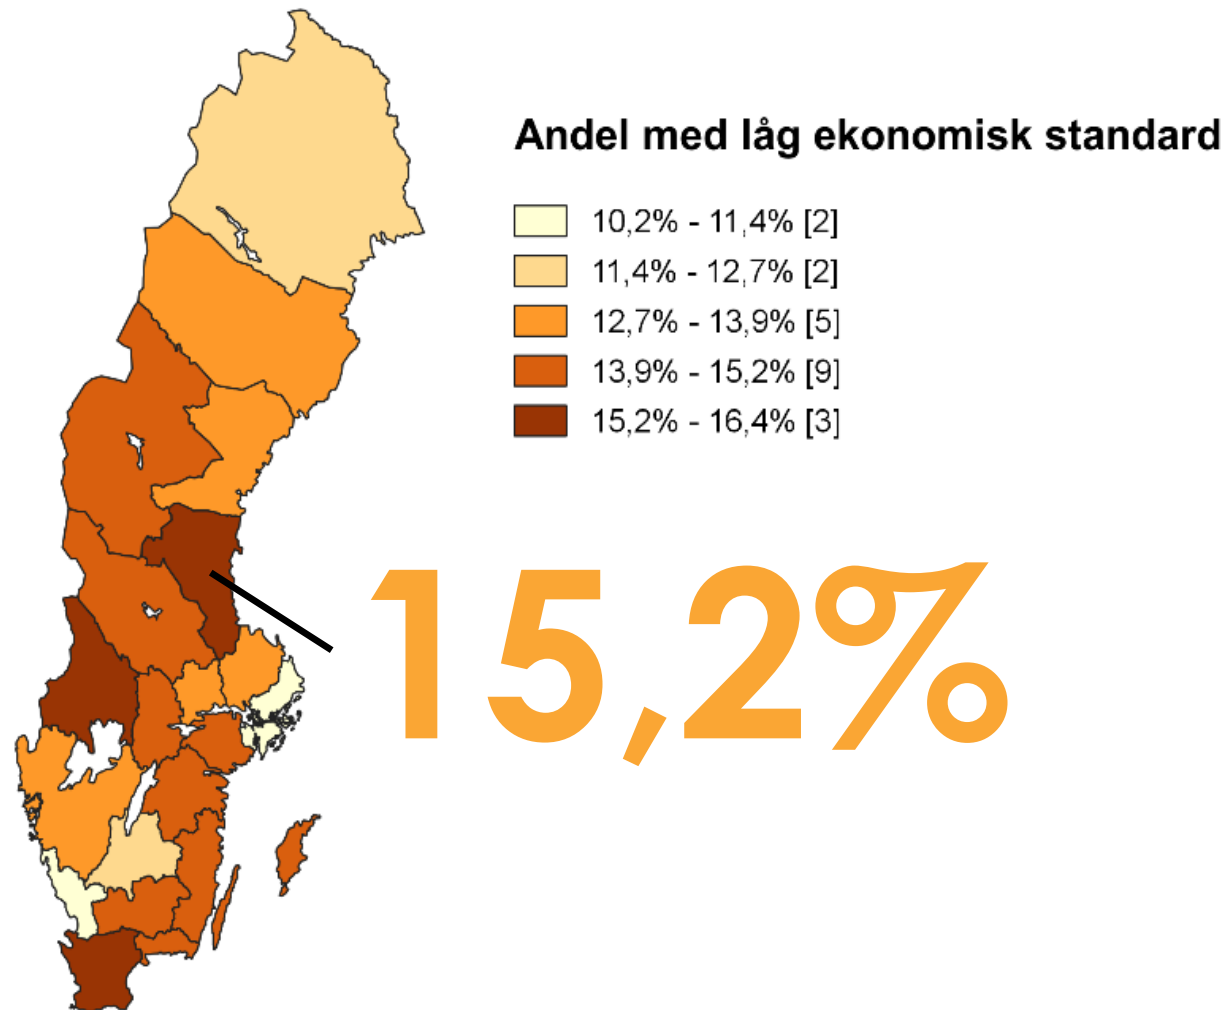 Andel med låg ekonomisk standard
10,2% - 11,4% [2]
11,4% - 12,7% [2]
12,7% - 13,9% [5]
13,9% - 15,2% [9]
15,2% - 16,4% [3]
15,2%